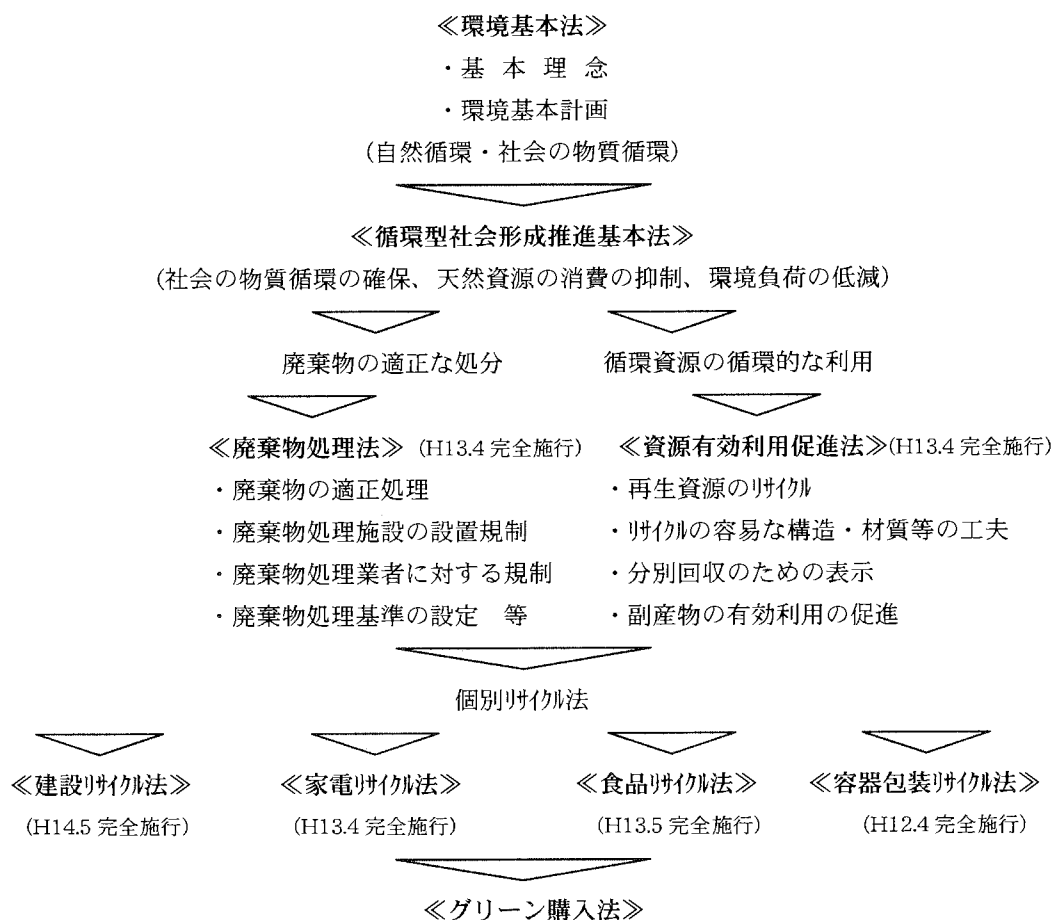 ≪環境基本法≫
・基 本 理 念
・環境基本計画
(自然循環・社会の物質循環)
≪循環型社会形成推進基本法≫
(社会の物質循環の確保、天然資源の消費の抑制、環境負荷の低減)
廃棄物の適正な処分 循環資源の循環的な利用
≪廃棄物処理法≫ (H13.4 完全施行) ≪資源有効利用促進法≫(H13.4 完全施行)
・廃棄物の適正処理 ・再生資源のﾘｻｲｸﾙ
・廃棄物処理施設の設置規制 ・ﾘｻｲｸﾙの容易な構造・材質等の工夫
・廃棄物処理業者に対する規制 ・分別回収のための表示
・廃棄物処理基準の設定 等 ・副産物の有効利用の促進
個別ﾘｻｲｸﾙ法
≪建設ﾘｻｲｸﾙ法≫ ≪家電ﾘｻｲｸﾙ法≫ ≪食品ﾘｻｲｸﾙ法≫ ≪容器包装ﾘｻｲｸﾙ法≫
(H14.5 完全施行) (H13.4 完全施行) (H13.5 完全施行) (H12.4 完全施行)
≪グリーン購入法≫